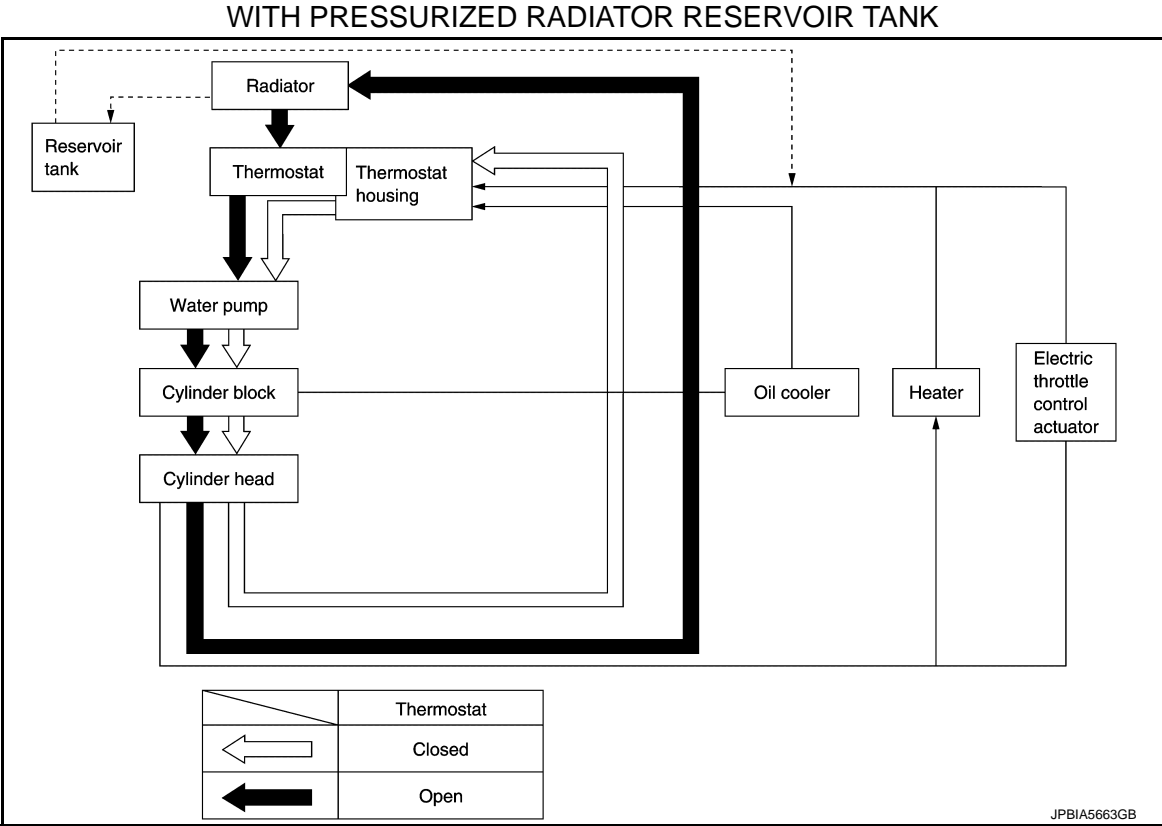 WITH PRESSURIZED RADIATOR RESERVOIR TANK
Radiator
Reservoir
tank
Thermostat
Thermostat
housing
Water pump
Cylinder block
Oil cooler
Heater
Electric
throttle
control
actuator
Cylinder head
Thermostat
Closed
Open
JPBIA5663GB